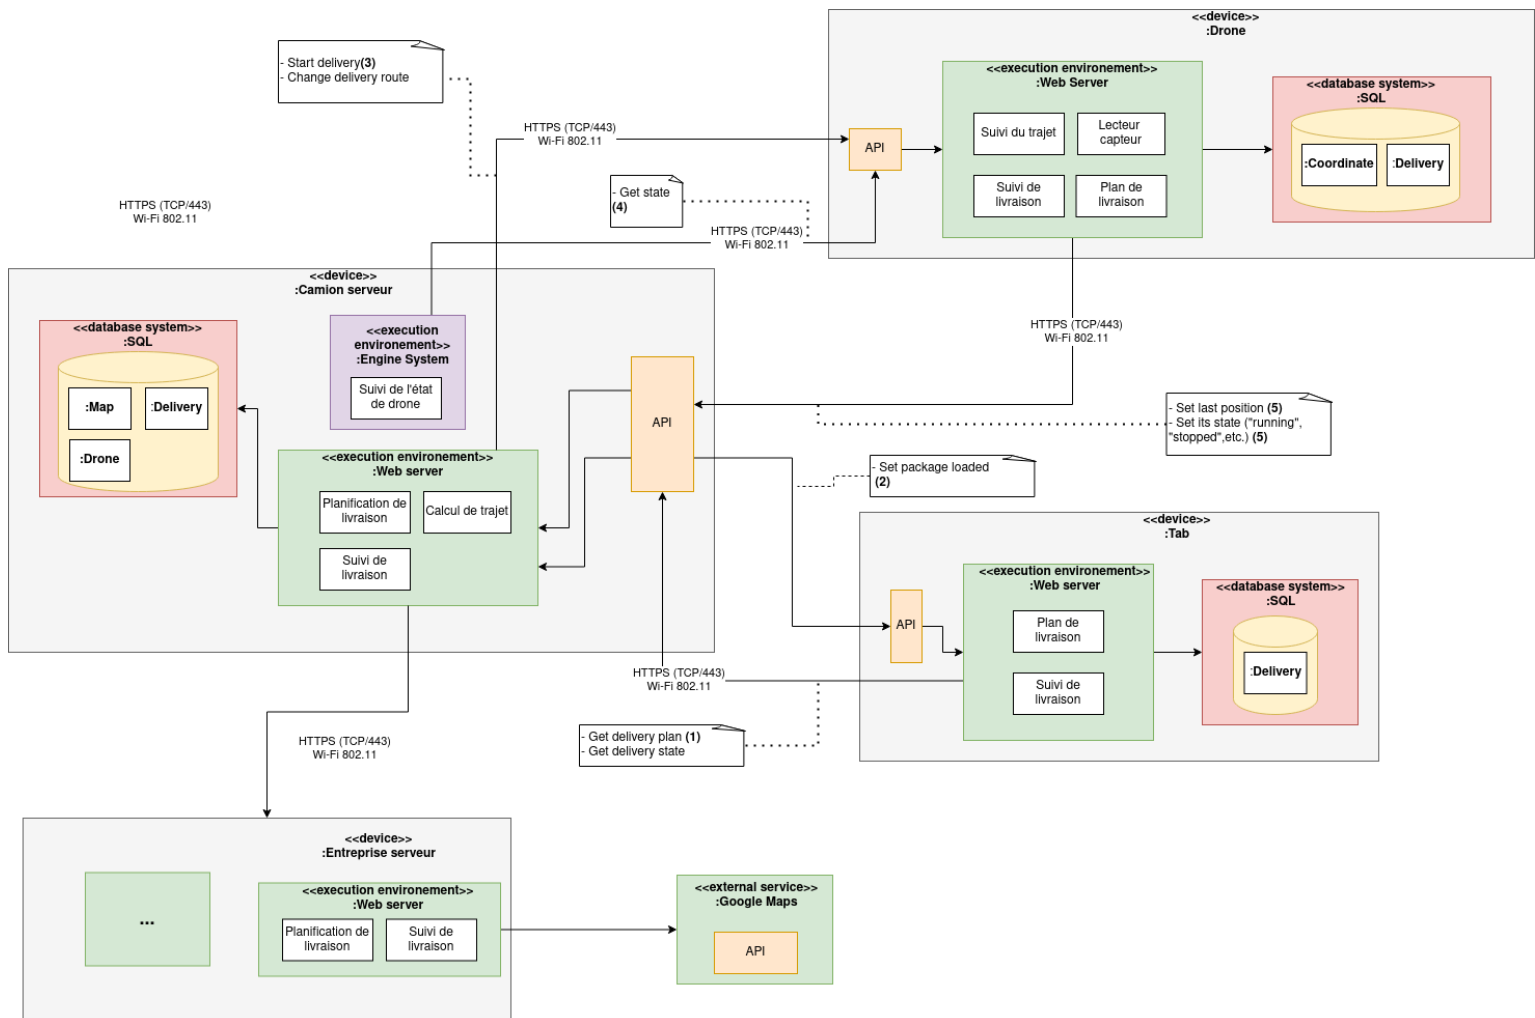 <<device>>
:Drone
- Start delivery(3)
- Change delivery route
<<execution environement>>
:Web Server
Suivi du trajet
Lecteur
capteur
Suivi de
livraison
Plan de
livraison
<<database system>>
:SQL
:Coordinate
:Delivery
HTTPS (TCP/443)
Wi-Fi 802.11
API
- Get state
(4)
HTTPS (TCP/443)
Wi-Fi 802.11
HTTPS (TCP/443)
Wi-Fi 802.11
<<device>>
:Camion serveur
<<database system>>
:SQL
:Map
:Delivery
:Drone
<<execution
environement>>
:Engine System
Suivi de l'état
de drone
API
HTTPS (TCP/443)
Wi-Fi 802.11
- Set last position (5)
- Set its state ("running",
"stopped",etc.) (5)
<<execution environement>>
:Web server
Planification de
livraison
Calcul de trajet
Suivi de
livraison
- Set package loaded
(2)
<<device>>
:Tab
<<execution environement>>
:Web server
Plan de
livraison
Suivi de
livraison
<<database system>>
:SQL
:Delivery
API
HTTPS (TCP/443)
Wi-Fi 802.11
- Get delivery plan (1)
- Get delivery state
HTTPS (TCP/443)
Wi-Fi 802.11
<<device>>
:Entreprise serveur
...
<<execution environement>>
:Web server
Planification de
livraison
Suivi de
livraison
<<external service>>
:Google Maps
API